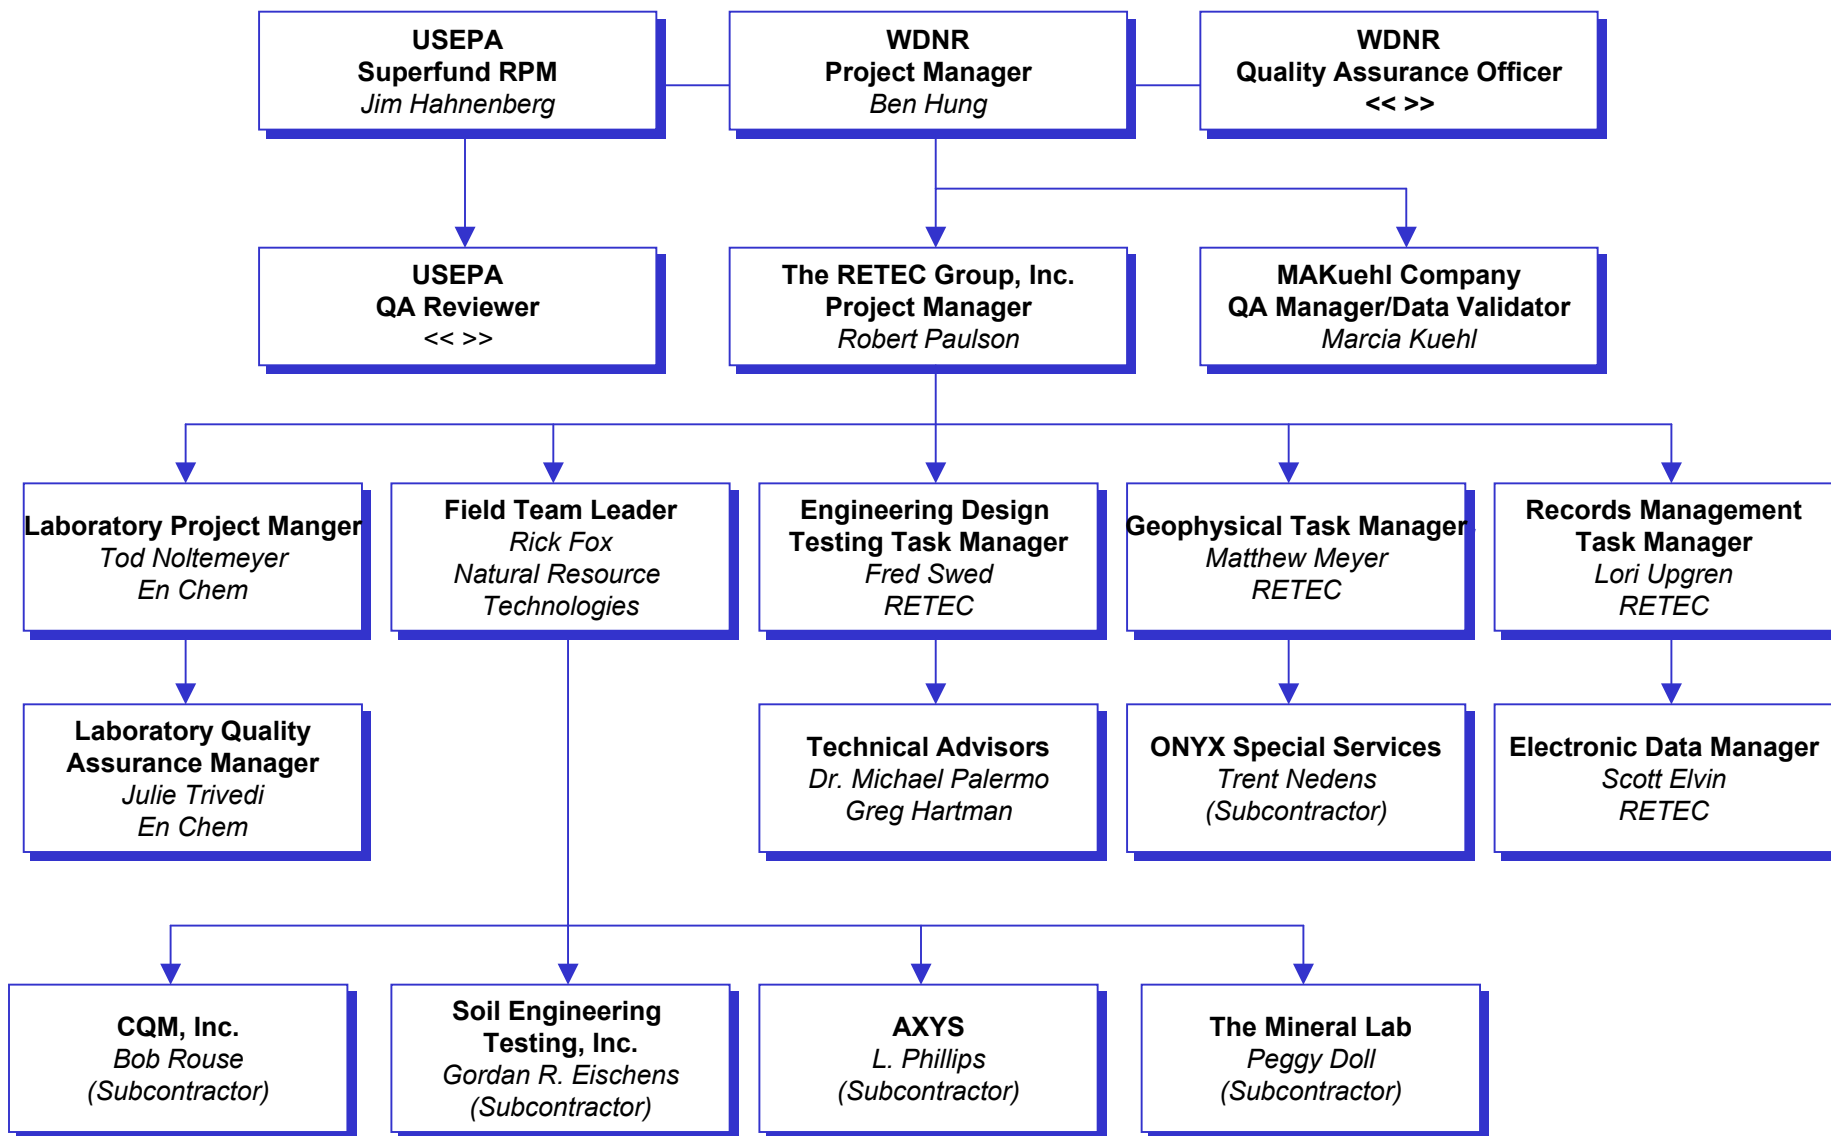 USEPA
Superfund RPM
Jim Hahnenberg
WDNR
Project Manager
Ben Hung
WDNR
Quality Assurance Officer
<< >>
USEPA
QA Reviewer
<< >>
The RETEC Group, Inc.
Project Manager
Robert Paulson
MAKuehl Company
QA Manager/Data Validator
Marcia Kuehl
Laboratory Project Manger
Tod Noltemeyer
En Chem
Field Team Leader
Rick Fox
Natural Resource
Technologies
Engineering Design
Testing Task Manager
Fred Swed
RETEC
Geophysical Task Manager
Matthew Meyer
RETEC
Records Management
Task Manager
Lori Upgren
RETEC
Laboratory Quality
Assurance Manager
Julie Trivedi
En Chem
Technical Advisors
Dr. Michael Palermo
Greg Hartman
ONYX Special Services
Trent Nedens
(Subcontractor)
Electronic Data Manager
Scott Elvin
RETEC
CQM, Inc.
Bob Rouse
(Subcontractor)
Soil Engineering
Testing, Inc.
Gordan R. Eischens
(Subcontractor)
AXYS
L. Phillips
(Subcontractor)
The Mineral Lab
Peggy Doll
(Subcontractor)